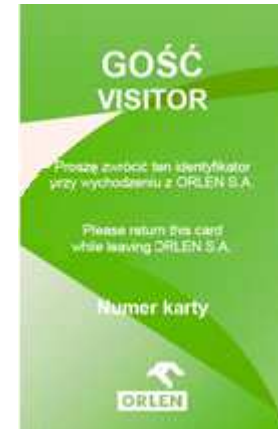 GOŚĆ
VISITOR
Proszę zwrócić ten identyfikator
przy wychodzeniu z ORLEN S.A.
Please return this card
while leaving ORLEN S.A.
Numer karty
ORLEN